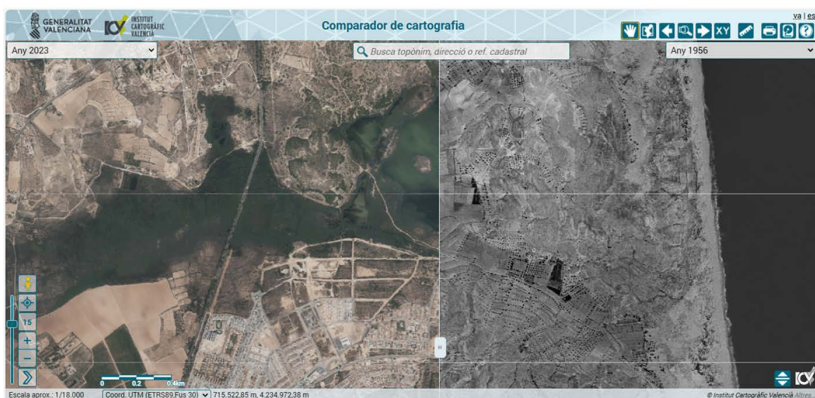 GENERALITAT
VALENCIANA
INSTITUT
CARTOGRÀFIC
VALENCIÀ
Comparador de cartografia
va | es
XY
Any 2023
Busca topònim, direcció o ref. cadastral
Any 1956
15
0 0.2 0.4km
Escala aprox.: 1/18.000
Coord. UTM (ETRS89 Fus 30)
715.522,85 m, 4.234.972,38 m
© Institut Cartogràfic Valencià